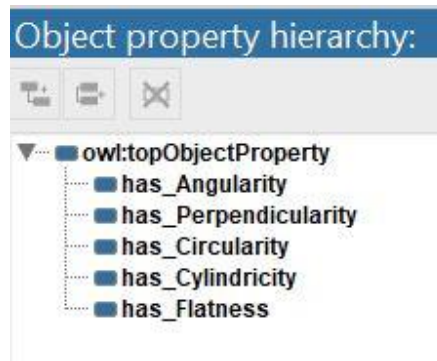 Object property hierarchy:
owl:topObjectProperty
has_Angularity
has_Perpendicularity
has_Circularity
has_Cylindricity
has_Flatness